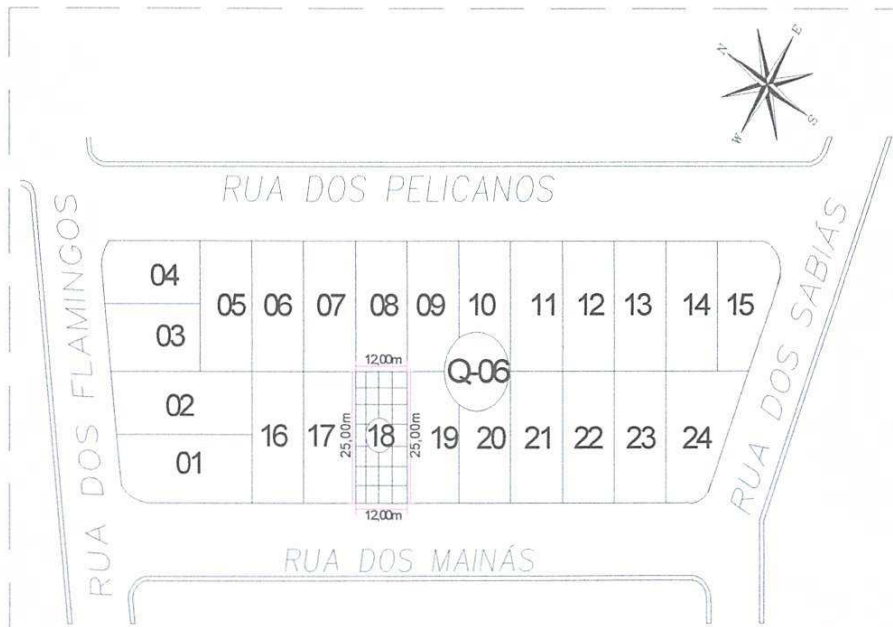 N
E
W
S
RUA DOS PELICANOS
RUA DOS FLAMINGOS
RUA DOS SABIÁS
04
05
06
07
08
09
10
11
12
13
14
15
03
12,00m
Q-06
02
01
16
17
25,00m
18
25,00m
19
20
21
22
23
24
12,00m
RUA DOS MAINÁS